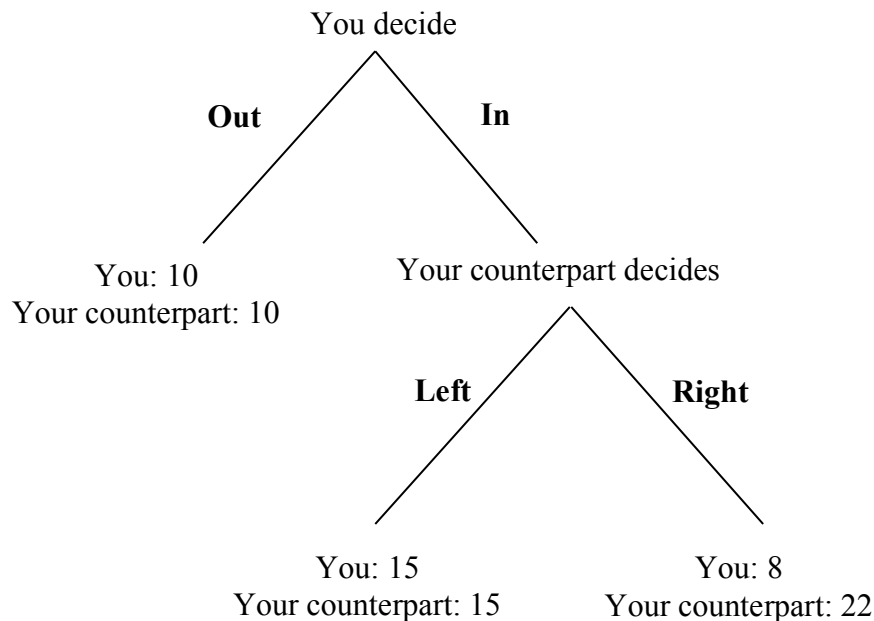 You decide
Out
In
You: 10
Your counterpart: 10
Your counterpart decides
Left
Right
You: 15
Your counterpart: 15
You: 8
Your counterpart: 22